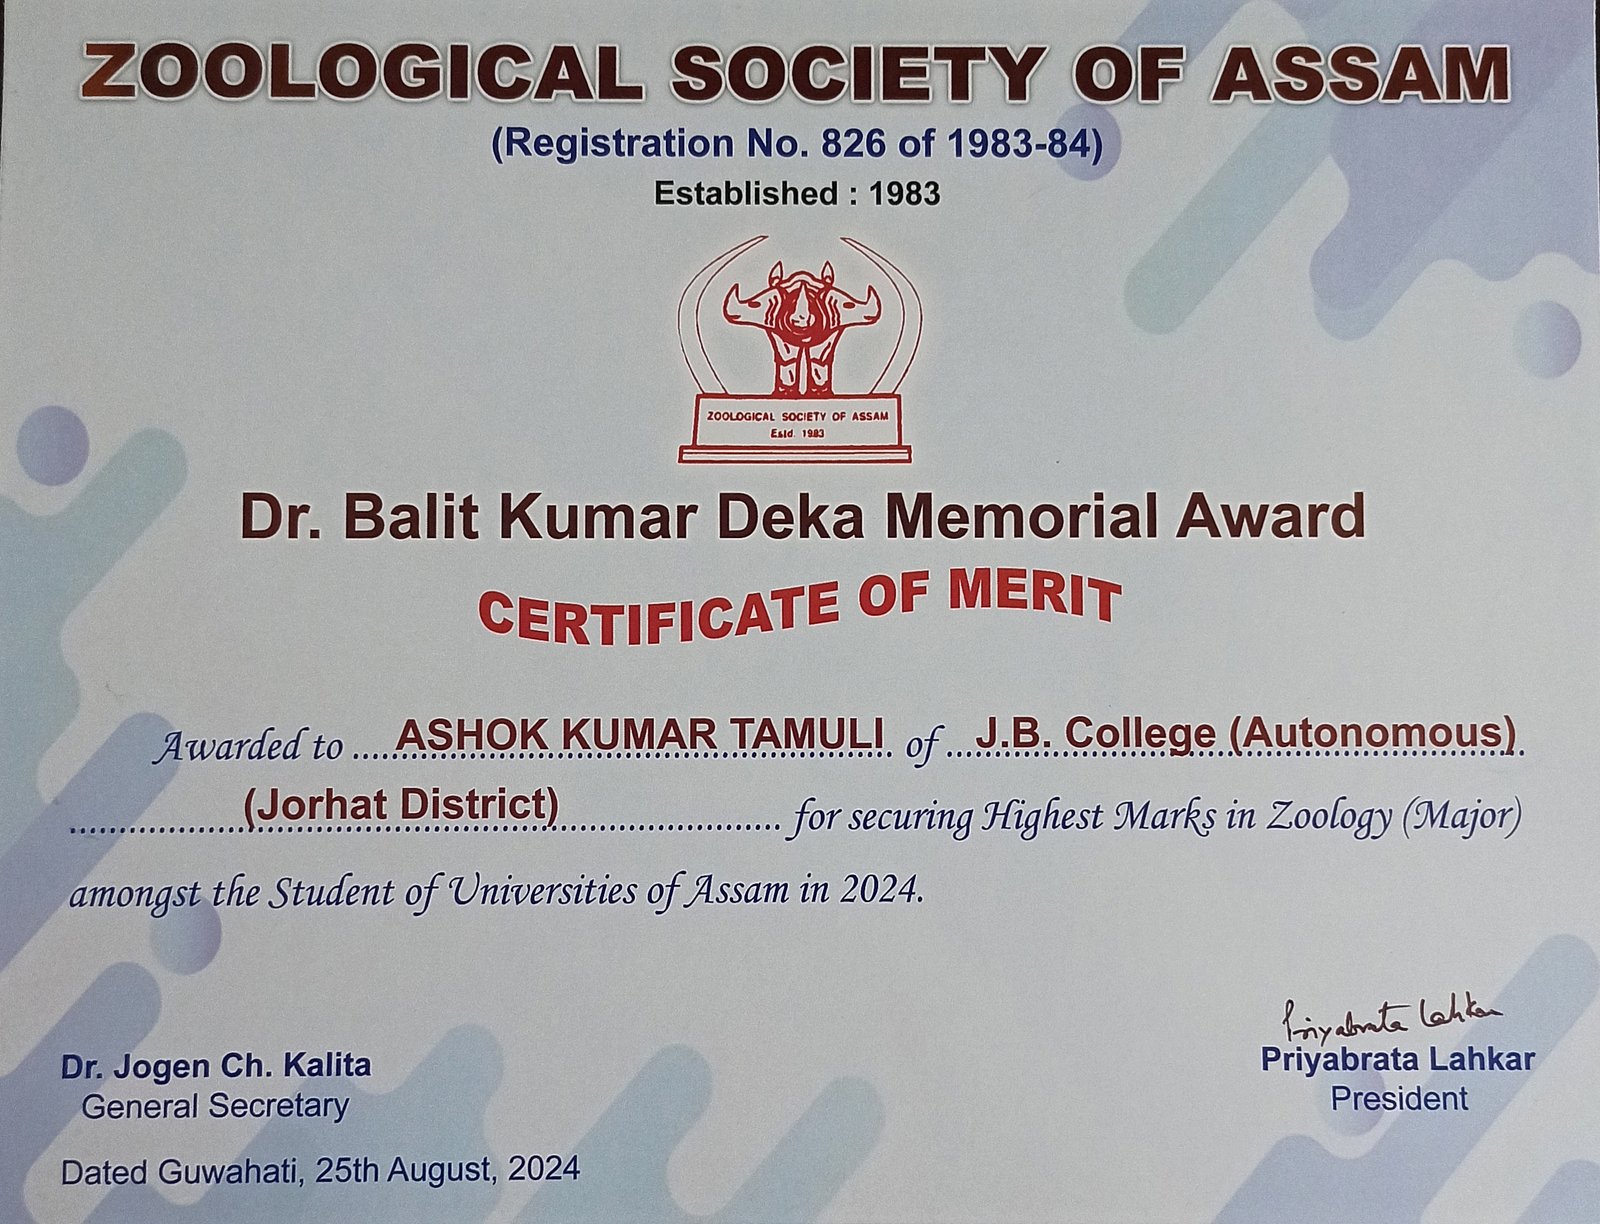 ZOOLOGICAL SOCIETY OF ASSAM
(Registration No. 826 of 1983-84)
Established : 1983
ZOOLOGICAL SOCIETY OF ASSAM
Estd. 1983
Dr. Balit Kumar Deka Memorial Award
CERTIFICATE OF MERIT
Awarded to .... ASHOK KUMAR TAMULI of ... J.B. College (Autonomous)
(Jorhat District) for securing Highest Marks in Zoology (Major)
amongst the Student of Universities of Assam in 2024.
Priyabrata Lahkar
Dr. Jogen Ch. Kalita
General Secretary
Priyabrata Lahkar
President
Dated Guwahati, 25th August, 2024